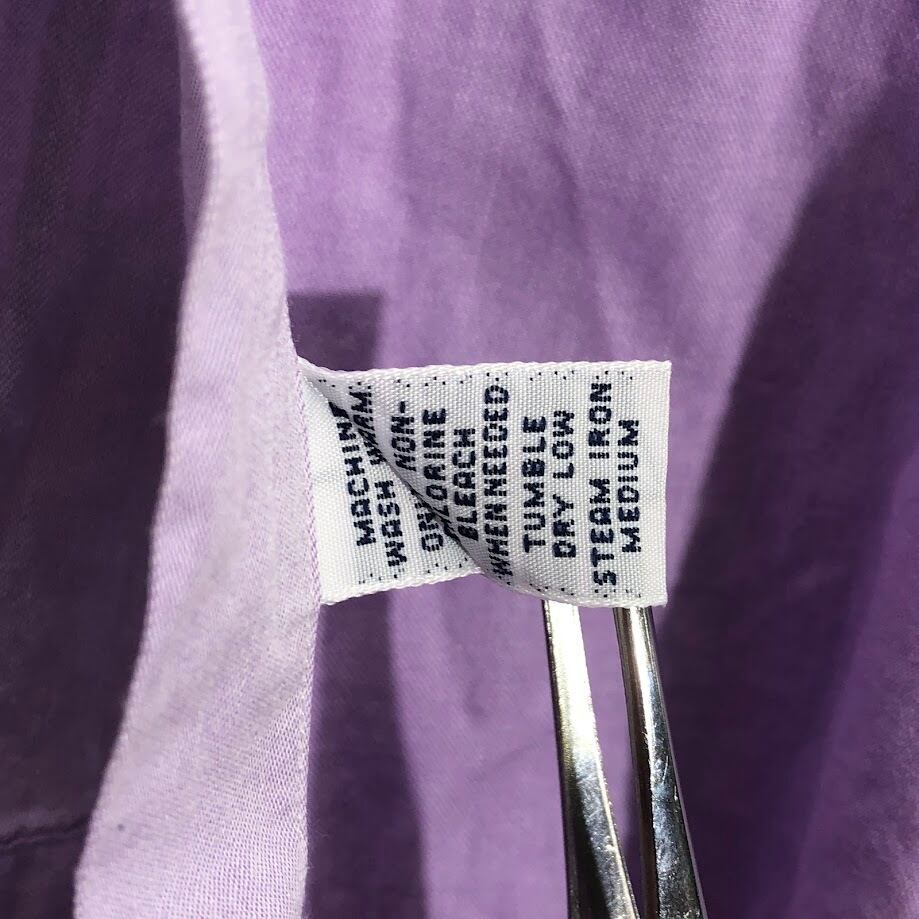 MACHINE
WASH WARM
NON-
CHLORINE
BLEACH
WHEN NEEDED
TUMBLE
DRY LOW
STEAM IRON
MEDIUM